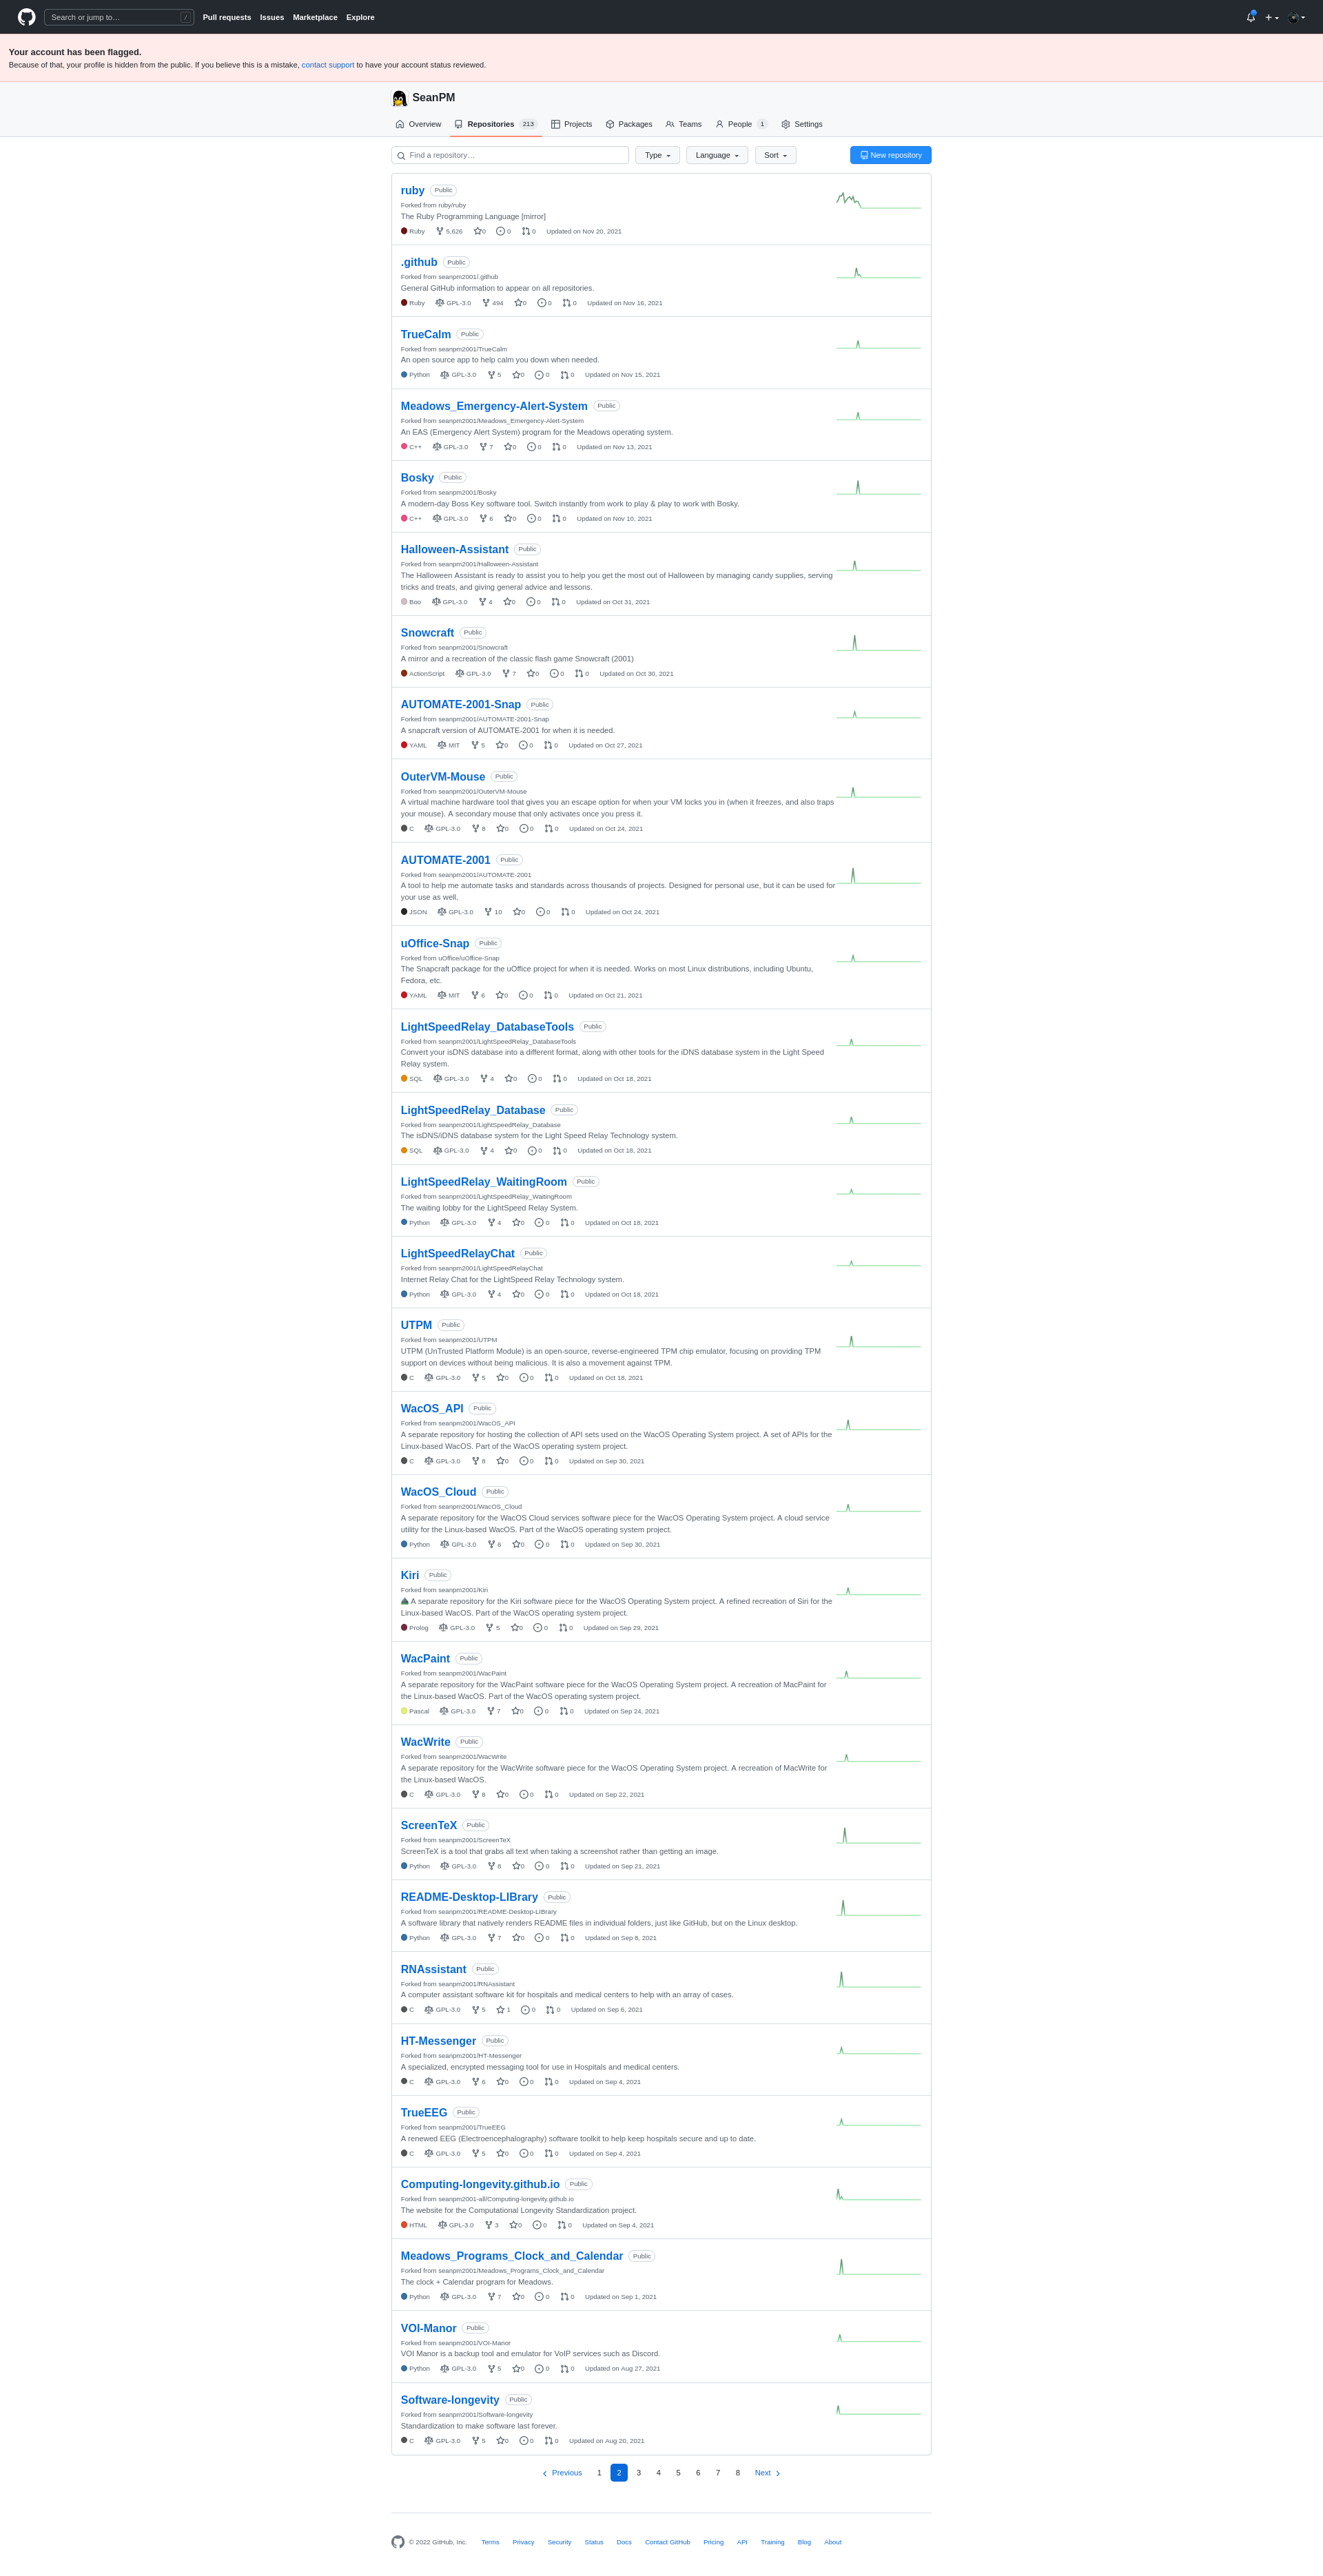 Search or jump to… /
Pull requests Issues Marketplace Explore
Your account has been flagged.
Because of that, your profile is hidden from the public. If you believe this is a mistake, contact support to have your account status reviewed.
SeanPM
Overview Repositories 213 Projects Packages Teams People 1 Settings
Find a repository… Type Language Sort New repository
ruby Public
Forked from ruby/ruby
The Ruby Programming Language [mirror]
Ruby 5,626 0 0 0 Updated on Nov 20, 2021
.github Public
Forked from seanpm2001/.github
General GitHub information to appear on all repositories.
Ruby GPL-3.0 494 0 0 0 Updated on Nov 16, 2021
TrueCalm Public
Forked from seanpm2001/TrueCalm
An open source app to help calm you down when needed.
Python GPL-3.0 5 0 0 0 Updated on Nov 15, 2021
Meadows_Emergency-Alert-System Public
Forked from seanpm2001/Meadows_Emergency-Alert-System
An EAS (Emergency Alert System) program for the Meadows operating system.
C++ GPL-3.0 7 0 0 0 Updated on Nov 13, 2021
Bosky Public
Forked from seanpm2001/Bosky
A modern-day Boss Key software tool. Switch instantly from work to play & play to work with Bosky.
C++ GPL-3.0 6 0 0 0 Updated on Nov 10, 2021
Halloween-Assistant Public
Forked from seanpm2001/Halloween-Assistant
The Halloween Assistant is ready to assist you to help you get the most out of Halloween by managing candy supplies, serving
tricks and treats, and giving general advice and lessons.
Boo GPL-3.0 4 0 0 0 Updated on Oct 31, 2021
Snowcraft Public
Forked from seanpm2001/Snowcraft
A mirror and a recreation of the classic flash game Snowcraft (2001)
ActionScript GPL-3.0 7 0 0 0 Updated on Oct 30, 2021
AUTOMATE-2001-Snap Public
Forked from seanpm2001/AUTOMATE-2001-Snap
A snapcraft version of AUTOMATE-2001 for when it is needed.
YAML MIT 5 0 0 0 Updated on Oct 27, 2021
OuterVM-Mouse Public
Forked from seanpm2001/OuterVM-Mouse
A virtual machine hardware tool that gives you an escape option for when your VM locks you in (when it freezes, and also traps
your mouse). A secondary mouse that only activates once you press it.
C GPL-3.0 8 0 0 0 Updated on Oct 24, 2021
AUTOMATE-2001 Public
Forked from seanpm2001/AUTOMATE-2001
A tool to help me automate tasks and standards across thousands of projects. Designed for personal use, but it can be used for
your use as well.
JSON GPL-3.0 10 0 0 0 Updated on Oct 24, 2021
uOffice-Snap Public
Forked from uOffice/uOffice-Snap
The Snapcraft package for the uOffice project for when it is needed. Works on most Linux distributions, including Ubuntu,
Fedora, etc.
YAML MIT 6 0 0 0 Updated on Oct 21, 2021
LightSpeedRelay_DatabaseTools Public
Forked from seanpm2001/LightSpeedRelay_DatabaseTools
Convert your isDNS database into a different format, along with other tools for the iDNS database system in the Light Speed
Relay system.
SQL GPL-3.0 4 0 0 0 Updated on Oct 18, 2021
LightSpeedRelay_Database Public
Forked from seanpm2001/LightSpeedRelay_Database
The isDNS/iDNS database system for the Light Speed Relay Technology system.
SQL GPL-3.0 4 0 0 0 Updated on Oct 18, 2021
LightSpeedRelay_WaitingRoom Public
Forked from seanpm2001/LightSpeedRelay_WaitingRoom
The waiting lobby for the LightSpeed Relay System.
Python GPL-3.0 4 0 0 0 Updated on Oct 18, 2021
LightSpeedRelayChat Public
Forked from seanpm2001/LightSpeedRelayChat
Internet Relay Chat for the LightSpeed Relay Technology system.
Python GPL-3.0 4 0 0 0 Updated on Oct 18, 2021
UTPM Public
Forked from seanpm2001/UTPM
UTPM (UnTrusted Platform Module) is an open-source, reverse-engineered TPM chip emulator, focusing on providing TPM
support on devices without being malicious. It is also a movement against TPM.
C GPL-3.0 5 0 0 0 Updated on Oct 18, 2021
WacOS_API Public
Forked from seanpm2001/WacOS_API
A separate repository for hosting the collection of API sets used on the WacOS Operating System project. A set of APIs for the
Linux-based WacOS. Part of the WacOS operating system project.
C GPL-3.0 8 0 0 0 Updated on Sep 30, 2021
WacOS_Cloud Public
Forked from seanpm2001/WacOS_Cloud
A separate repository for the WacOS Cloud services software piece for the WacOS Operating System project. A cloud service
utility for the Linux-based WacOS. Part of the WacOS operating system project.
Python GPL-3.0 6 0 0 0 Updated on Sep 30, 2021
Kiri Public
Forked from seanpm2001/Kiri
A separate repository for the Kiri software piece for the WacOS Operating System project. A refined recreation of Siri for the
Linux-based WacOS. Part of the WacOS operating system project.
Prolog GPL-3.0 5 0 0 0 Updated on Sep 29, 2021
WacPaint Public
Forked from seanpm2001/WacPaint
A separate repository for the WacPaint software piece for the WacOS Operating System project. A recreation of MacPaint for
the Linux-based WacOS. Part of the WacOS operating system project.
Pascal GPL-3.0 7 0 0 0 Updated on Sep 24, 2021
WacWrite Public
Forked from seanpm2001/WacWrite
A separate repository for the WacWrite software piece for the WacOS Operating System project. A recreation of MacWrite for
the Linux-based WacOS.
C GPL-3.0 8 0 0 0 Updated on Sep 22, 2021
ScreenTeX Public
Forked from seanpm2001/ScreenTeX
ScreenTeX is a tool that grabs all text when taking a screenshot rather than getting an image.
Python GPL-3.0 8 0 0 0 Updated on Sep 21, 2021
README-Desktop-LIBrary Public
Forked from seanpm2001/README-Desktop-LIBrary
A software library that natively renders README files in individual folders, just like GitHub, but on the Linux desktop.
Python GPL-3.0 7 0 0 0 Updated on Sep 8, 2021
RNAssistant Public
Forked from seanpm2001/RNAssistant
A computer assistant software kit for hospitals and medical centers to help with an array of cases.
C GPL-3.0 5 1 0 0 Updated on Sep 6, 2021
HT-Messenger Public
Forked from seanpm2001/HT-Messenger
A specialized, encrypted messaging tool for use in Hospitals and medical centers.
C GPL-3.0 6 0 0 0 Updated on Sep 4, 2021
TrueEEG Public
Forked from seanpm2001/TrueEEG
A renewed EEG (Electroencephalography) software toolkit to help keep hospitals secure and up to date.
C GPL-3.0 5 0 0 0 Updated on Sep 4, 2021
Computing-longevity.github.io Public
Forked from seanpm2001-all/Computing-longevity.github.io
The website for the Computational Longevity Standardization project.
HTML GPL-3.0 3 0 0 0 Updated on Sep 4, 2021
Meadows_Programs_Clock_and_Calendar Public
Forked from seanpm2001/Meadows_Programs_Clock_and_Calendar
The clock + Calendar program for Meadows.
Python GPL-3.0 7 0 0 0 Updated on Sep 1, 2021
VOI-Manor Public
Forked from seanpm2001/VOI-Manor
VOI Manor is a backup tool and emulator for VoIP services such as Discord.
Python GPL-3.0 5 0 0 0 Updated on Aug 27, 2021
Software-longevity Public
Forked from seanpm2001/Software-longevity
Standardization to make software last forever.
C GPL-3.0 5 0 0 0 Updated on Aug 20, 2021
Previous 1 2 3 4 5 6 7 8 Next
© 2022 GitHub, Inc. Terms Privacy Security Status Docs Contact GitHub Pricing API Training Blog About